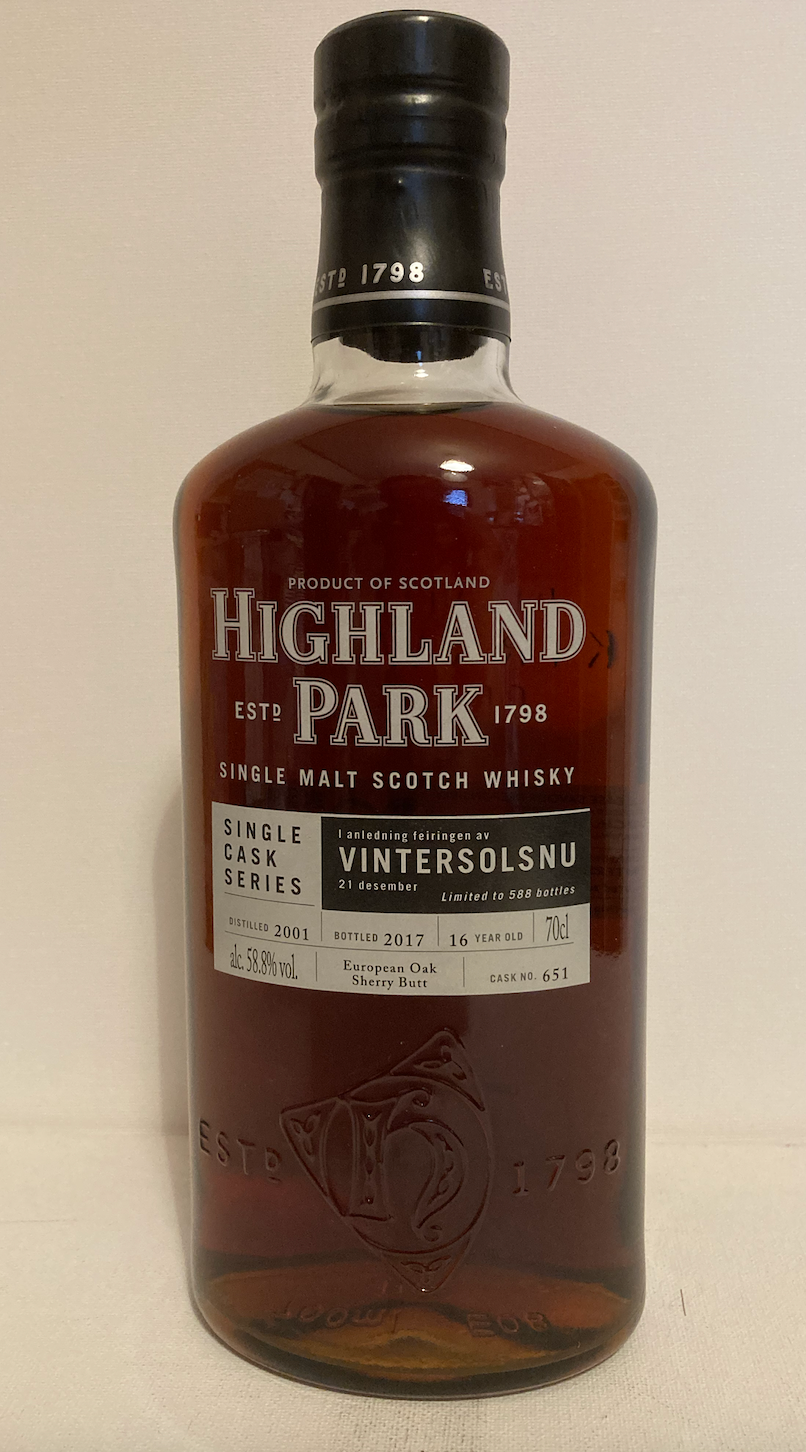 ESTD 1798
PRODUCT OF SCOTLAND
HIGHLAND
ESTD PARK 1798
SINGLE MALT SCOTCH WHISKY
SINGLE
CASK
SERIES
I anledning feiringen av
VINTERSOLSNU
21 desember
Limited to 588 bottles
DISTILLED 2001
BOTTLED 2017
16 YEAR OLD
70cl
alc. 58.8% vol.
European Oak
Sherry Butt
CASK NO. 651
ESTD 1798